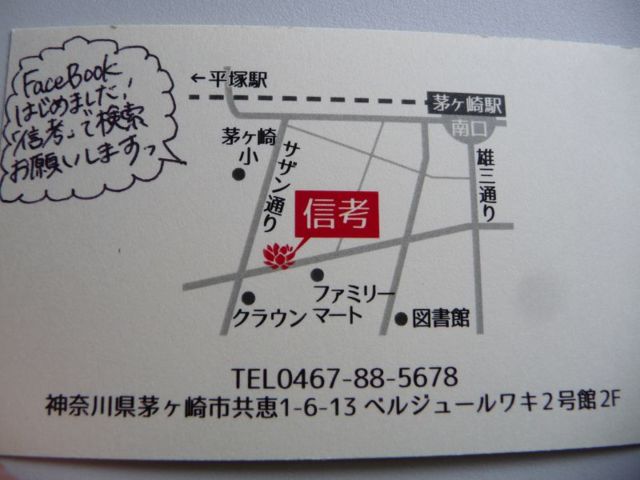 FaceBook
はじめました!
「信考」で検索
お願いしますっ
←平塚駅
茅ヶ崎駅
南口
茅ヶ崎
小
サザン通り
雄三通り
信考
ファミリー
マート
クラウン
図書館
TEL0467-88-5678
神奈川県茅ヶ崎市共恵1-6-13 ベルジュールワキ2号館2F